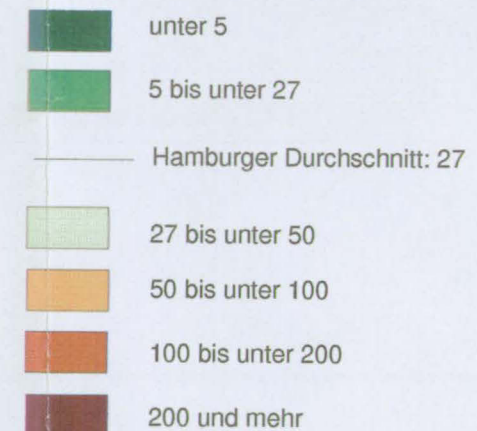 unter 5
5 bis unter 27
Hamburger Durchschnitt: 27
27 bis unter 50
50 bis unter 100
100 bis unter 200
200 und mehr